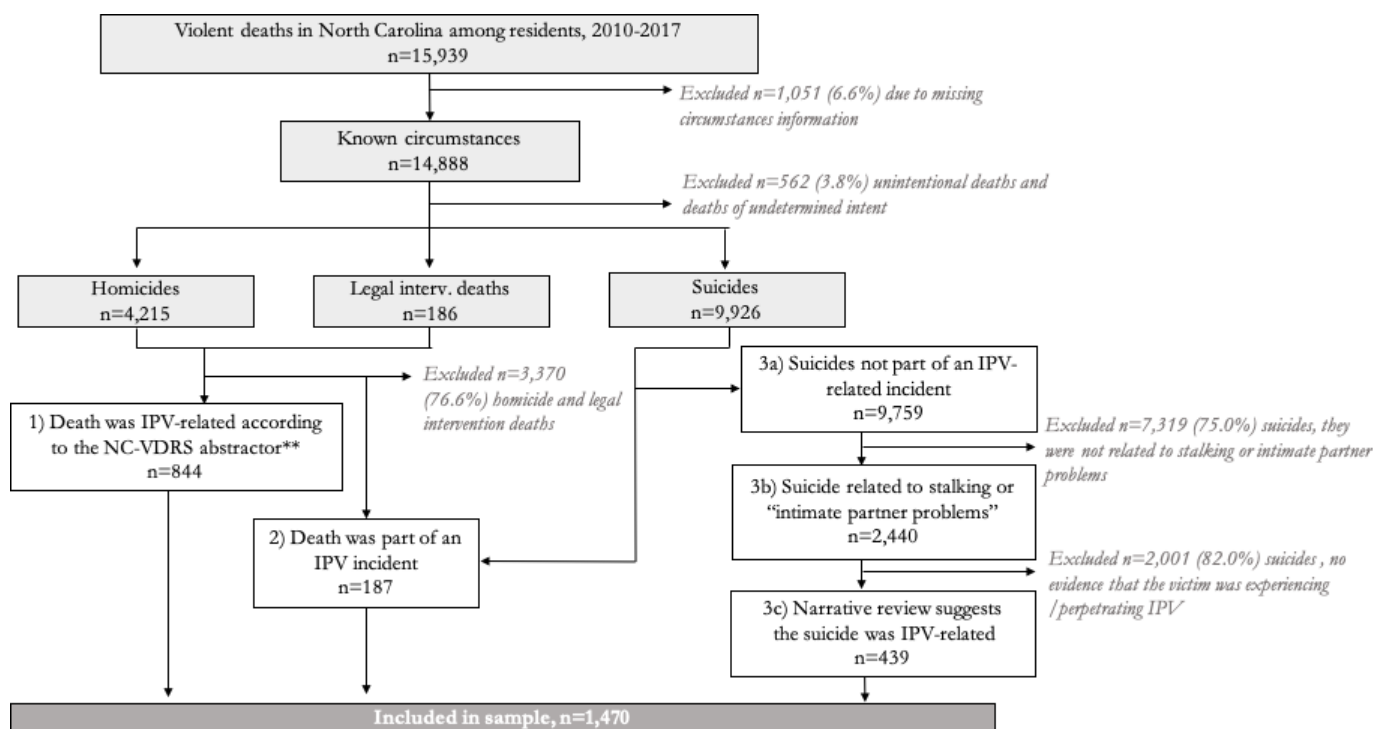 Violent deaths in North Carolina among residents, 2010-2017
n=15,939
Excluded n=1,051 (6.6%) due to missing
circumstances information
Known circumstances
n=14,888
Excluded n=562 (3.8%) unintentional deaths and
deaths of undetermined intent
Homicides
n=4,215
Legal interv. deaths
n=186
Suicides
n=9,926
Excluded n=3,370
(76.6%) homicide and legal
intervention deaths
3a) Suicides not part of an IPV-
related incident
n=9,759
1) Death was IPV-related according
to the NC-VDRS abstractor**
n=844
Excluded n=7,319 (75.0%) suicides, they
were not related to stalking or intimate partner
problems
3b) Suicide related to stalking or
“intimate partner problems”
n=2,440
2) Death was part of an
IPV incident
n=187
Excluded n=2,001 (82.0%) suicides , no
evidence that the victim was experiencing
/perpetrating IPV
3c) Narrative review suggests
the suicide was IPV-related
n=439
Included in sample, n=1,470